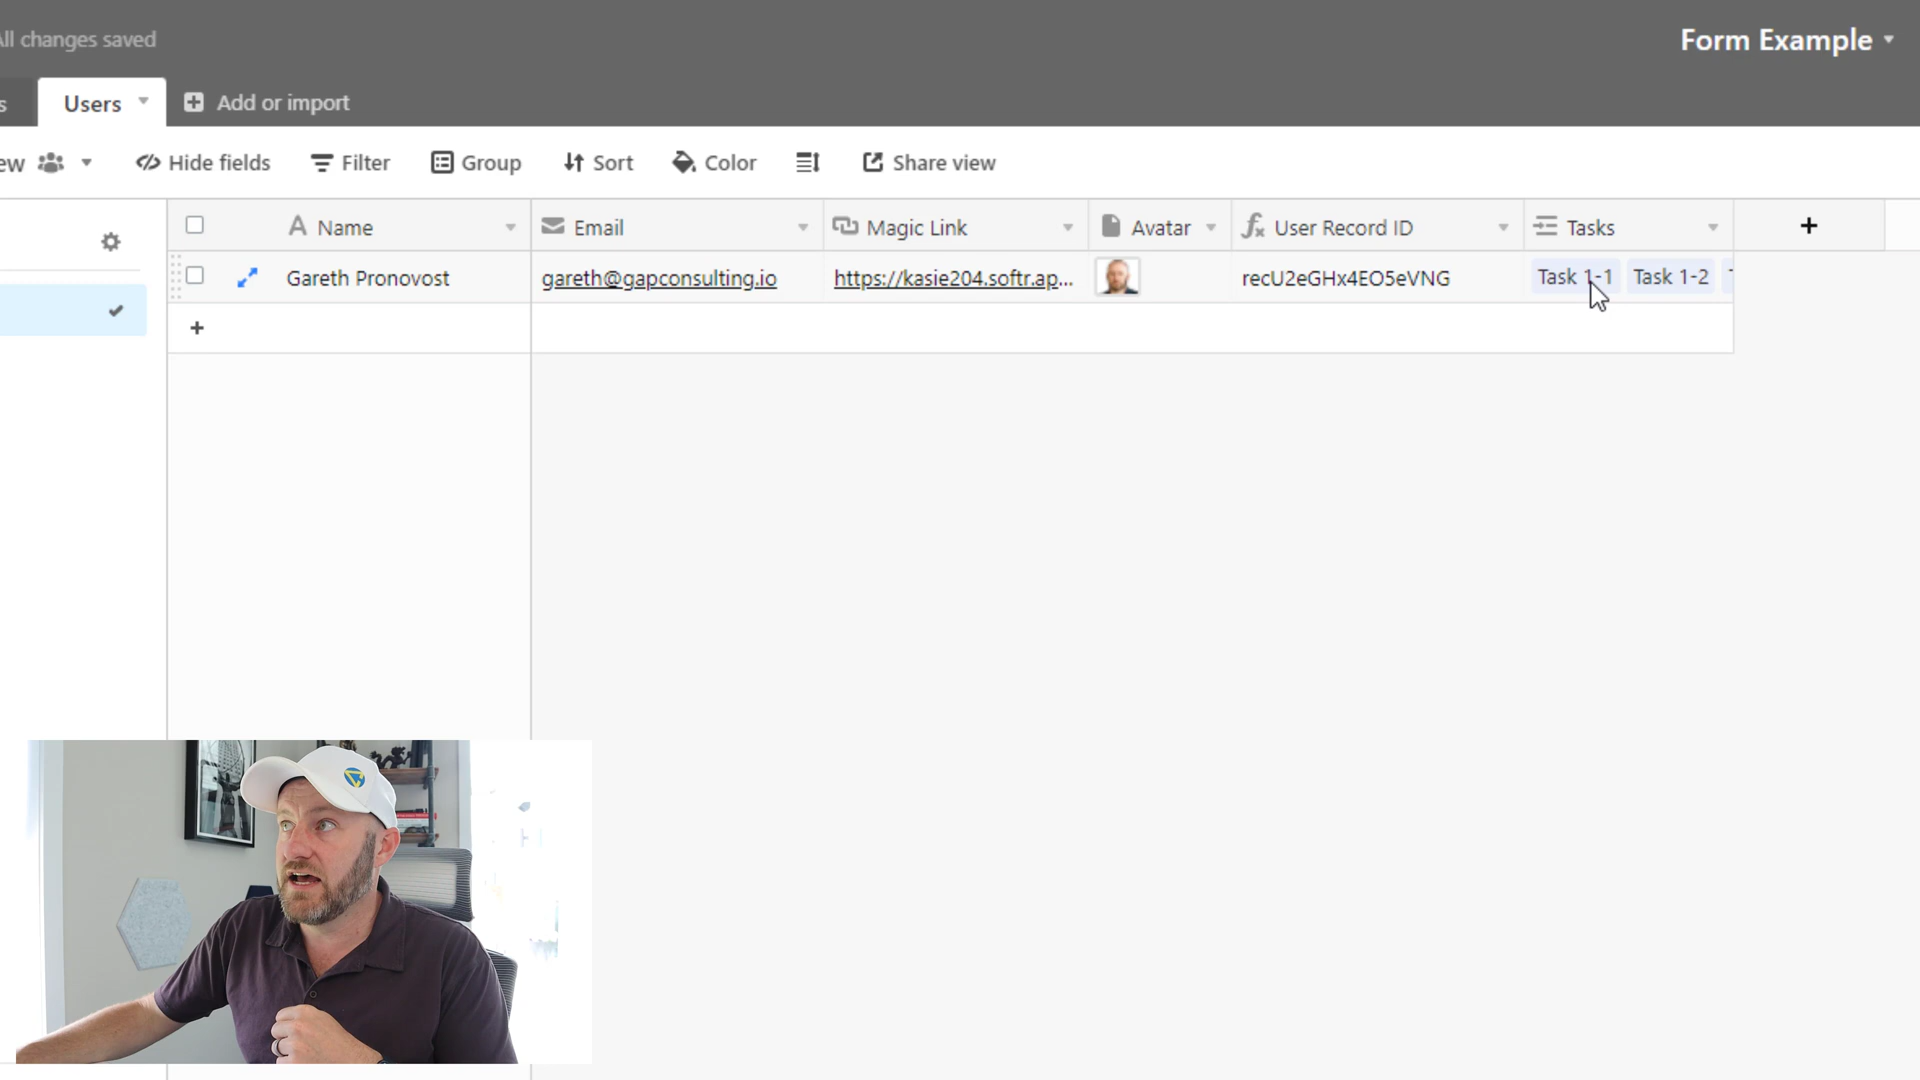 All changes saved
Form Example
s
Users
Add or import
ew
Hide fields
Filter
Group
Sort
Color
Share view
Name
Email
Magic Link
Avatar
User Record ID
Tasks
Gareth Pronovost
gareth@gapconsulting.io
https://kasie204.softr.ap...
recU2eGHx4EO5eVNG
Task 1-1
Task 1-2